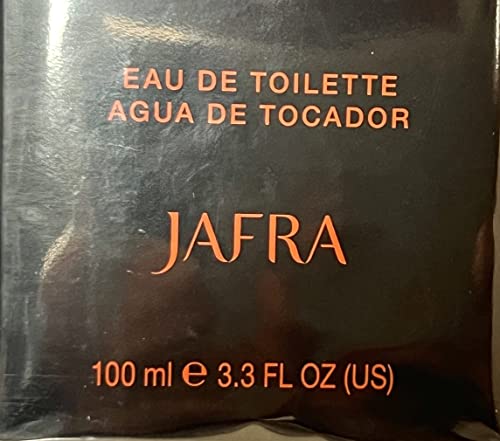 EAU DE TOILETTE
AGUA DE TOCADOR
JAFRA
100 ml ℮ 3.3 FL OZ (US)